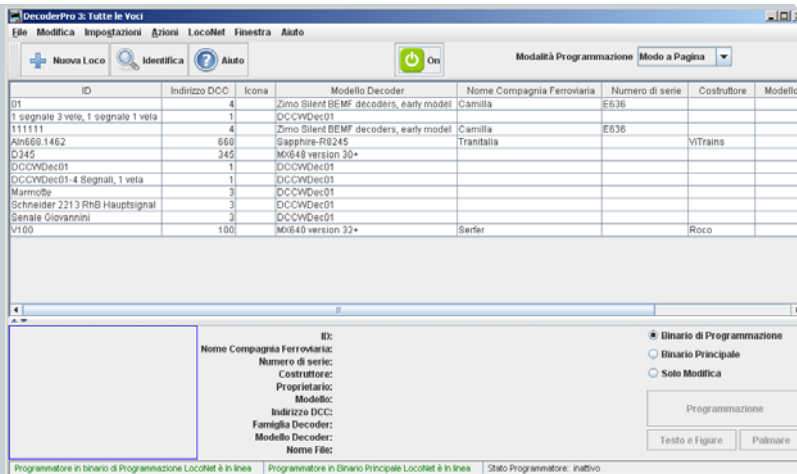 DecoderPro 3: Tutte le Voci
File Modifica Impostazioni Azioni LocoNet Finestra Aiuto
Nuova Loco Identifica Aiuto On Modalità Programmazione Modo a Pagina
ID Indirizzo DCC Icona Modello Decoder Nome Compagnia Ferroviaria Numero di serie Costruttore Modello
01 4 Zimo Silent BEMF decoders, early model Camilla E636
1 segnale 3 vele, 1 segnale 1 vela 1 DCCWDec01
111111 4 Zimo Silent BEMF decoders, early model Camilla E636
Aln668.1462 668 Sapphire-R8245 Tranitalia ViTrains
D345 345 MX648 version 30+
DCCWDec01 1 DCCWDec01
DCCWDec01-4 Segnali, 1 vela 1 DCCWDec01
Marmotte 3 DCCWDec01
Schneider 2213 RhB Hauptsignal 3 DCCWDec01
Senale Giovannini 3 DCCWDec01
V100 100 MX640 version 32+ Serfer Roco
ID:
Nome Compagnia Ferroviaria:
Numero di serie:
Costruttore:
Proprietario:
Modello:
Indirizzo DCC:
Famiglia Decoder:
Modello Decoder:
Nome File:
Binario di Programmazione
Binario Principale
Solo Modifica
Programmazione
Testo e Figure Palmare
Programmatore in binario di Programmazione LocoNet è In linea Programmatore in Binario Principale LocoNet è In linea Stato Programmatore: inattivo